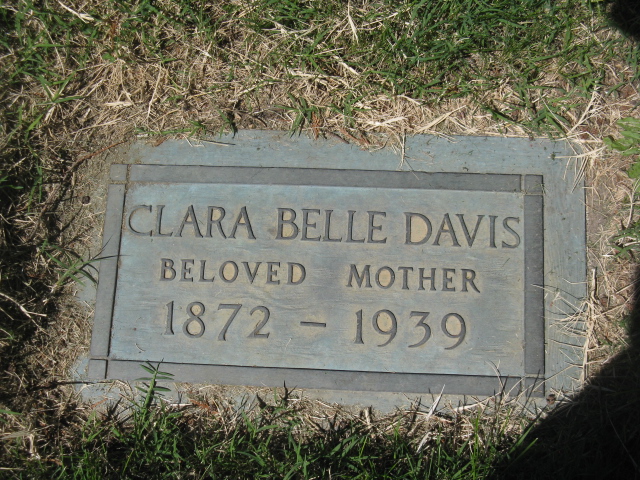 CLARA BELLE DAVIS
BELOVED MOTHER
1872 – 1939